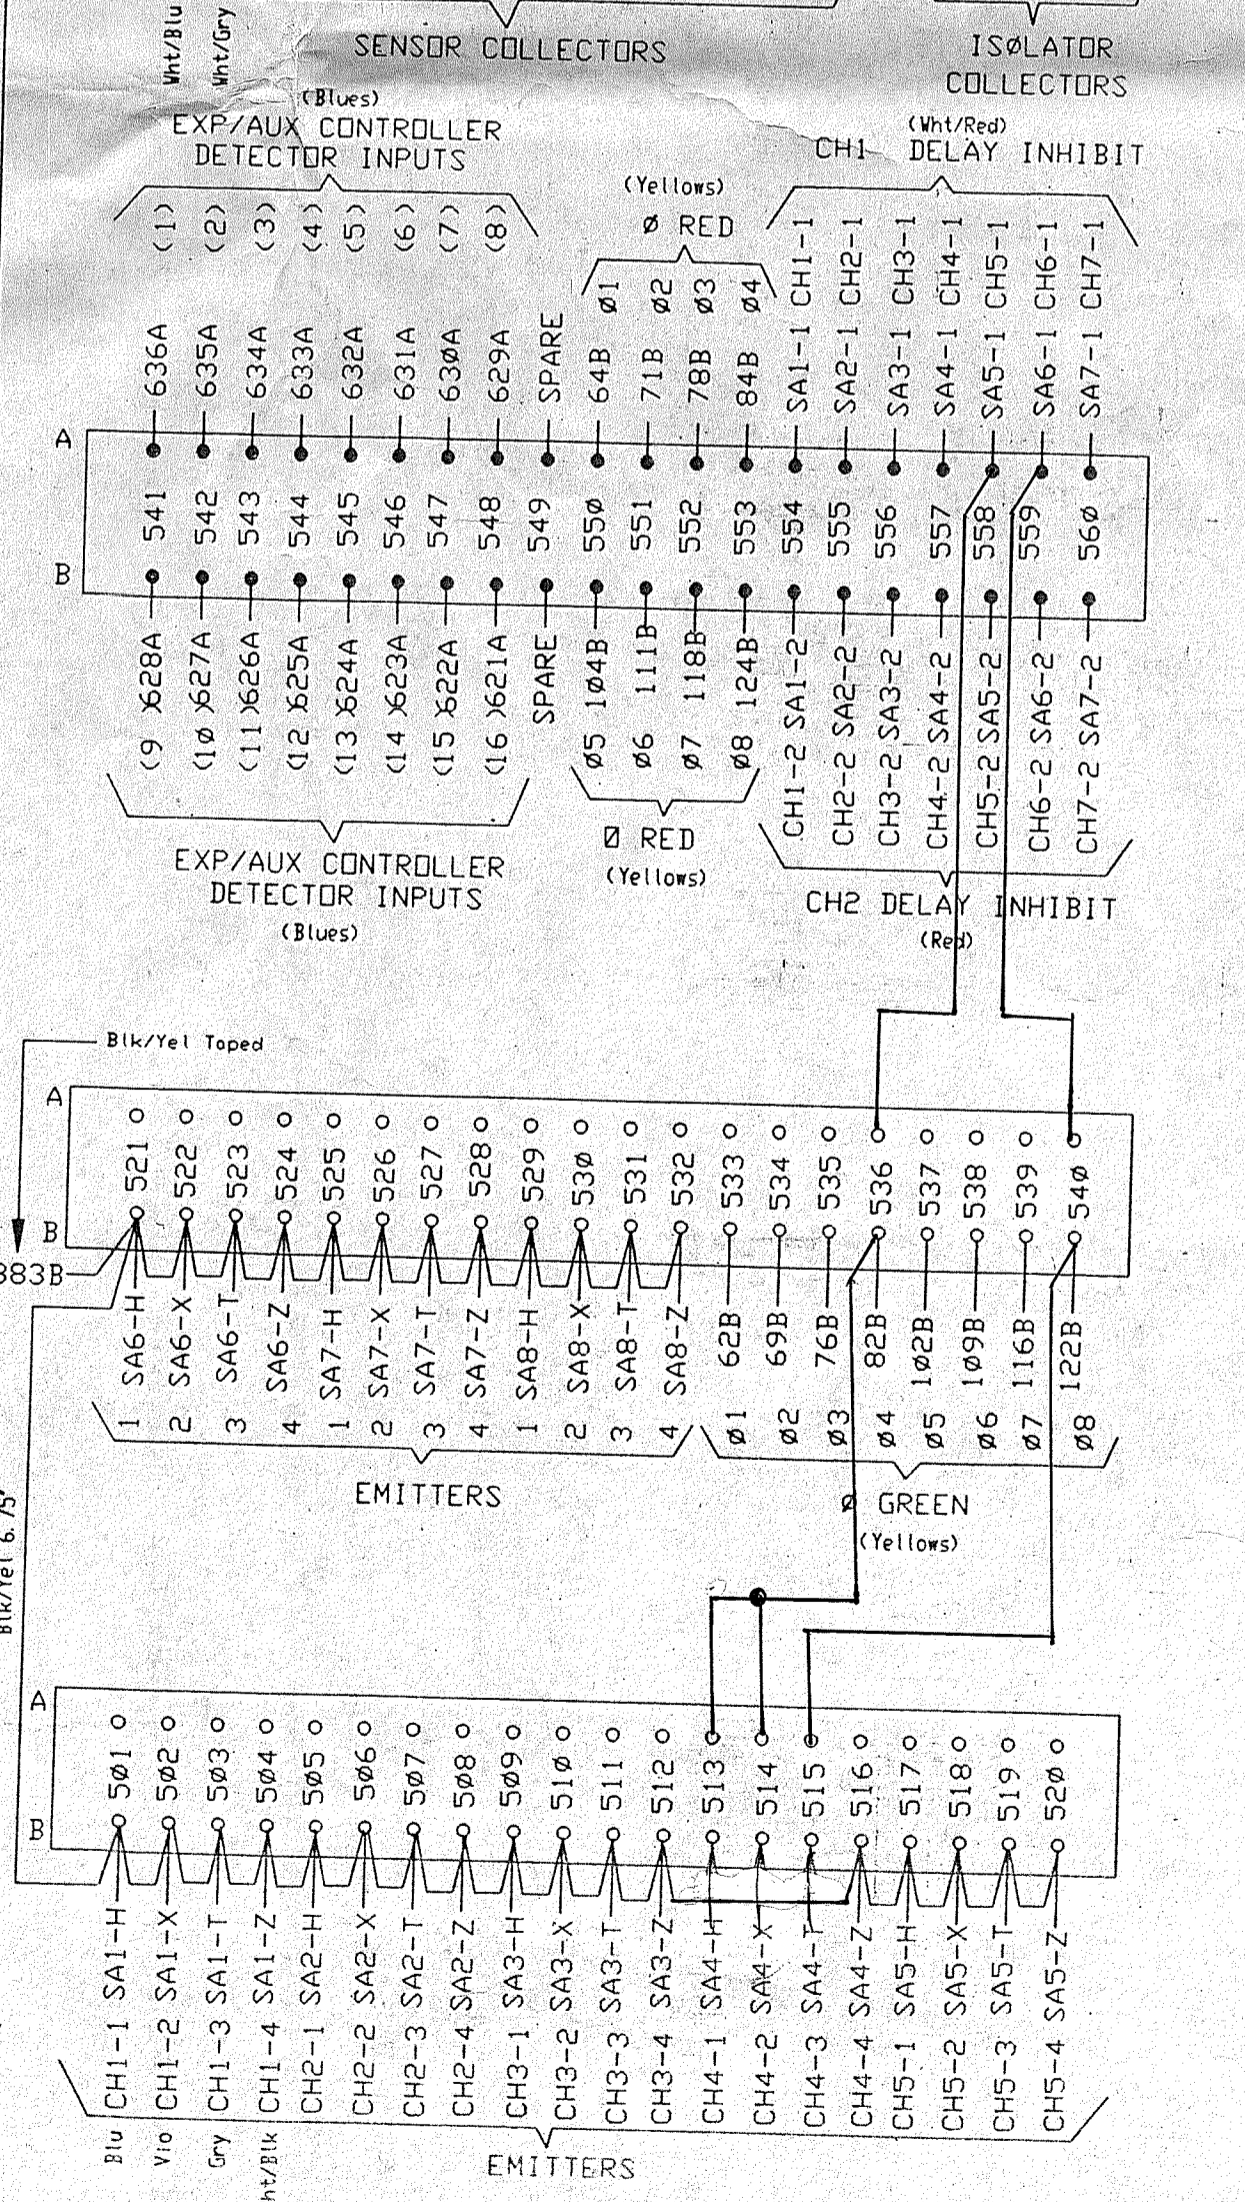 Wht/Blu
Wht/Gry
SENSOR COLLECTORS
ISØLATOR
COLLECTORS
(Blues)
EXP/AUX CONTROLLER
DETECTOR INPUTS
(Wht/Red)
CH1 DELAY INHIBIT
(Yellows)
Ø RED
(1) (2) (3) (4) (5) (6) (7) (8)
Ø1 Ø2 Ø3 Ø4
CH1-1 CH2-1 CH3-1 CH4-1 CH5-1 CH6-1 CH7-1
636A 635A 634A 633A 632A 631A 63ØA 629A SPARE 64B 71B 78B 84B SA1-1 SA2-1 SA3-1 SA4-1 SA5-1 SA6-1 SA7-1
A
541 542 543 544 545 546 547 548 549 55Ø 551 552 553 554 555 556 557 558 559 56Ø
B
628A 627A 626A 625A 624A 623A 622A 621A SPARE 1Ø4B 111B 118B 124B SA1-2 SA2-2 SA3-2 SA4-2 SA5-2 SA6-2 SA7-2
(9) (1Ø) (11) (12) (13) (14) (15) (16)
Ø5 Ø6 Ø7 Ø8
CH1-2 CH2-2 CH3-2 CH4-2 CH5-2 CH6-2 CH7-2
EXP/AUX CONTROLLER
DETECTOR INPUTS
(Blues)
Ø RED
(Yellows)
CH2 DELAY INHIBIT
(Red)
Blk/Yel Taped
A
521 522 523 524 525 526 527 528 529 53Ø 531 532 533 534 535 536 537 538 539 54Ø
B
383B
SA6-H SA6-X SA6-T SA6-Z SA7-H SA7-X SA7-T SA7-Z SA8-H SA8-X SA8-T SA8-Z 62B 69B 76B 82B 1Ø2B 1Ø9B 116B 122B
1 2 3 4 1 2 3 4 1 2 3 4 Ø1 Ø2 Ø3 Ø4 Ø5 Ø6 Ø7 Ø8
EMITTERS
Ø GREEN
(Yellows)
Blk/Yel 6.75'
A
5Ø1 5Ø2 5Ø3 5Ø4 5Ø5 5Ø6 5Ø7 5Ø8 5Ø9 51Ø 511 512 513 514 515 516 517 518 519 52Ø
B
SA1-H SA1-X SA1-T SA1-Z SA2-H SA2-X SA2-T SA2-Z SA3-H SA3-X SA3-T SA3-Z SA4-H SA4-X SA4-T SA4-Z SA5-H SA5-X SA5-T SA5-Z
CH1-1 CH1-2 CH1-3 CH1-4 CH2-1 CH2-2 CH2-3 CH2-4 CH3-1 CH3-2 CH3-3 CH3-4 CH4-1 CH4-2 CH4-3 CH4-4 CH5-1 CH5-2 CH5-3 CH5-4
Blu Vio Gry ht/Blk
EMITTERS